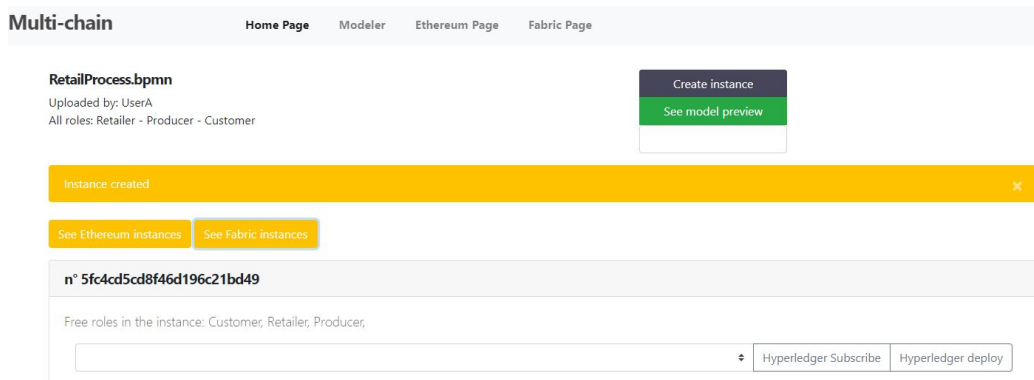 Multi-chain Home Page Modeler Ethereum Page Fabric Page
RetailProcess.bpmn
Uploaded by: UserA
All roles: Retailer - Producer - Customer
Create instance
See model preview
Instance created ×
See Ethereum instances See Fabric instances
n° 5fc4cd5cd8f46d196c21bd49
Free roles in the instance: Customer, Retailer, Producer,
Hyperledger Subscribe Hyperledger deploy